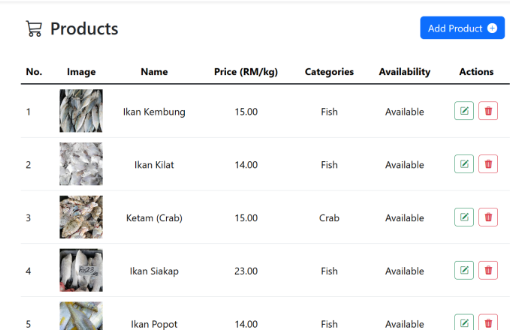 Products
Add Product
No. Image Name Price (RM/kg) Categories Availability Actions
1 Ikan Kembung 15.00 Fish Available
2 Ikan Kilat 14.00 Fish Available
3 Ketam (Crab) 15.00 Crab Available
4 Ikan Siakap 23.00 Fish Available
5 Ikan Popot 14.00 Fish Available